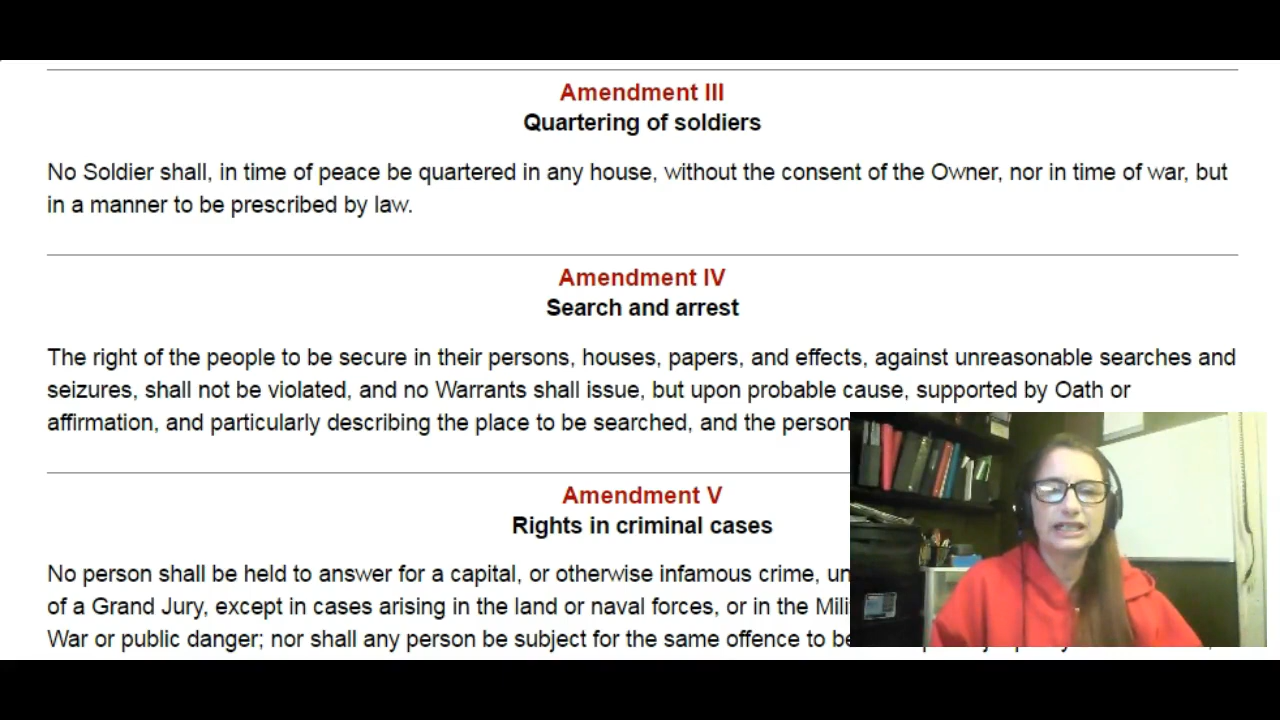 Amendment III
Quartering of soldiers
No Soldier shall, in time of peace be quartered in any house, without the consent of the Owner, nor in time of war, but
in a manner to be prescribed by law.
Amendment IV
Search and arrest
The right of the people to be secure in their persons, houses, papers, and effects, against unreasonable searches and
seizures, shall not be violated, and no Warrants shall issue, but upon probable cause, supported by Oath or
affirmation, and particularly describing the place to be searched, and the person
Amendment V
Rights in criminal cases
No person shall be held to answer for a capital, or otherwise infamous crime,
of a Grand Jury, except in cases arising in the land or naval forces, or in the
War or public danger; nor shall any person be subject for the same offence to be